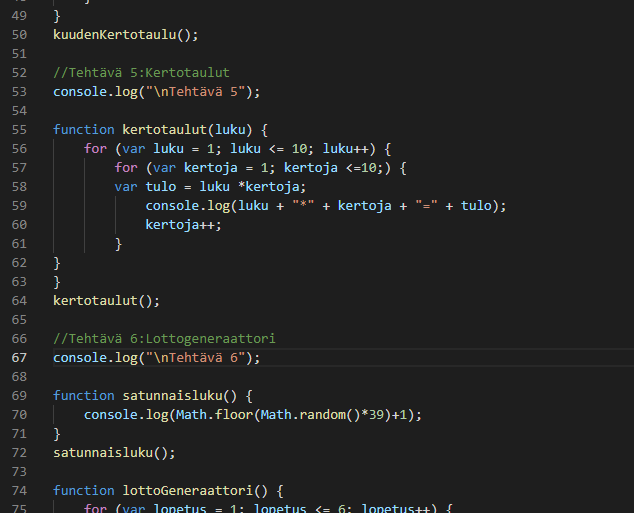 49 }
50 kuudenKertotaulu();
51
52 //Tehtävä 5:Kertotaulut
53 console.log("\nTehtävä 5");
54
55 function kertotaulut(luku) {
56 for (var luku = 1; luku <= 10; luku++) {
57 for (var kertoja = 1; kertoja <=10;) {
58 var tulo = luku *kertoja;
59 console.log(luku + "*" + kertoja + "=" + tulo);
60 kertoja++;
61 }
62 }
63 }
64 kertotaulut();
65
66 //Tehtävä 6:Lottogeneraattori
67 console.log("\nTehtävä 6");
68
69 function satunnaisluku() {
70 console.log(Math.floor(Math.random()*39)+1);
71 }
72 satunnaisluku();
73
74 function lottoGeneraattori() {
75 for (var lopetus = 1; lopetus <= 6; lopetus++) {